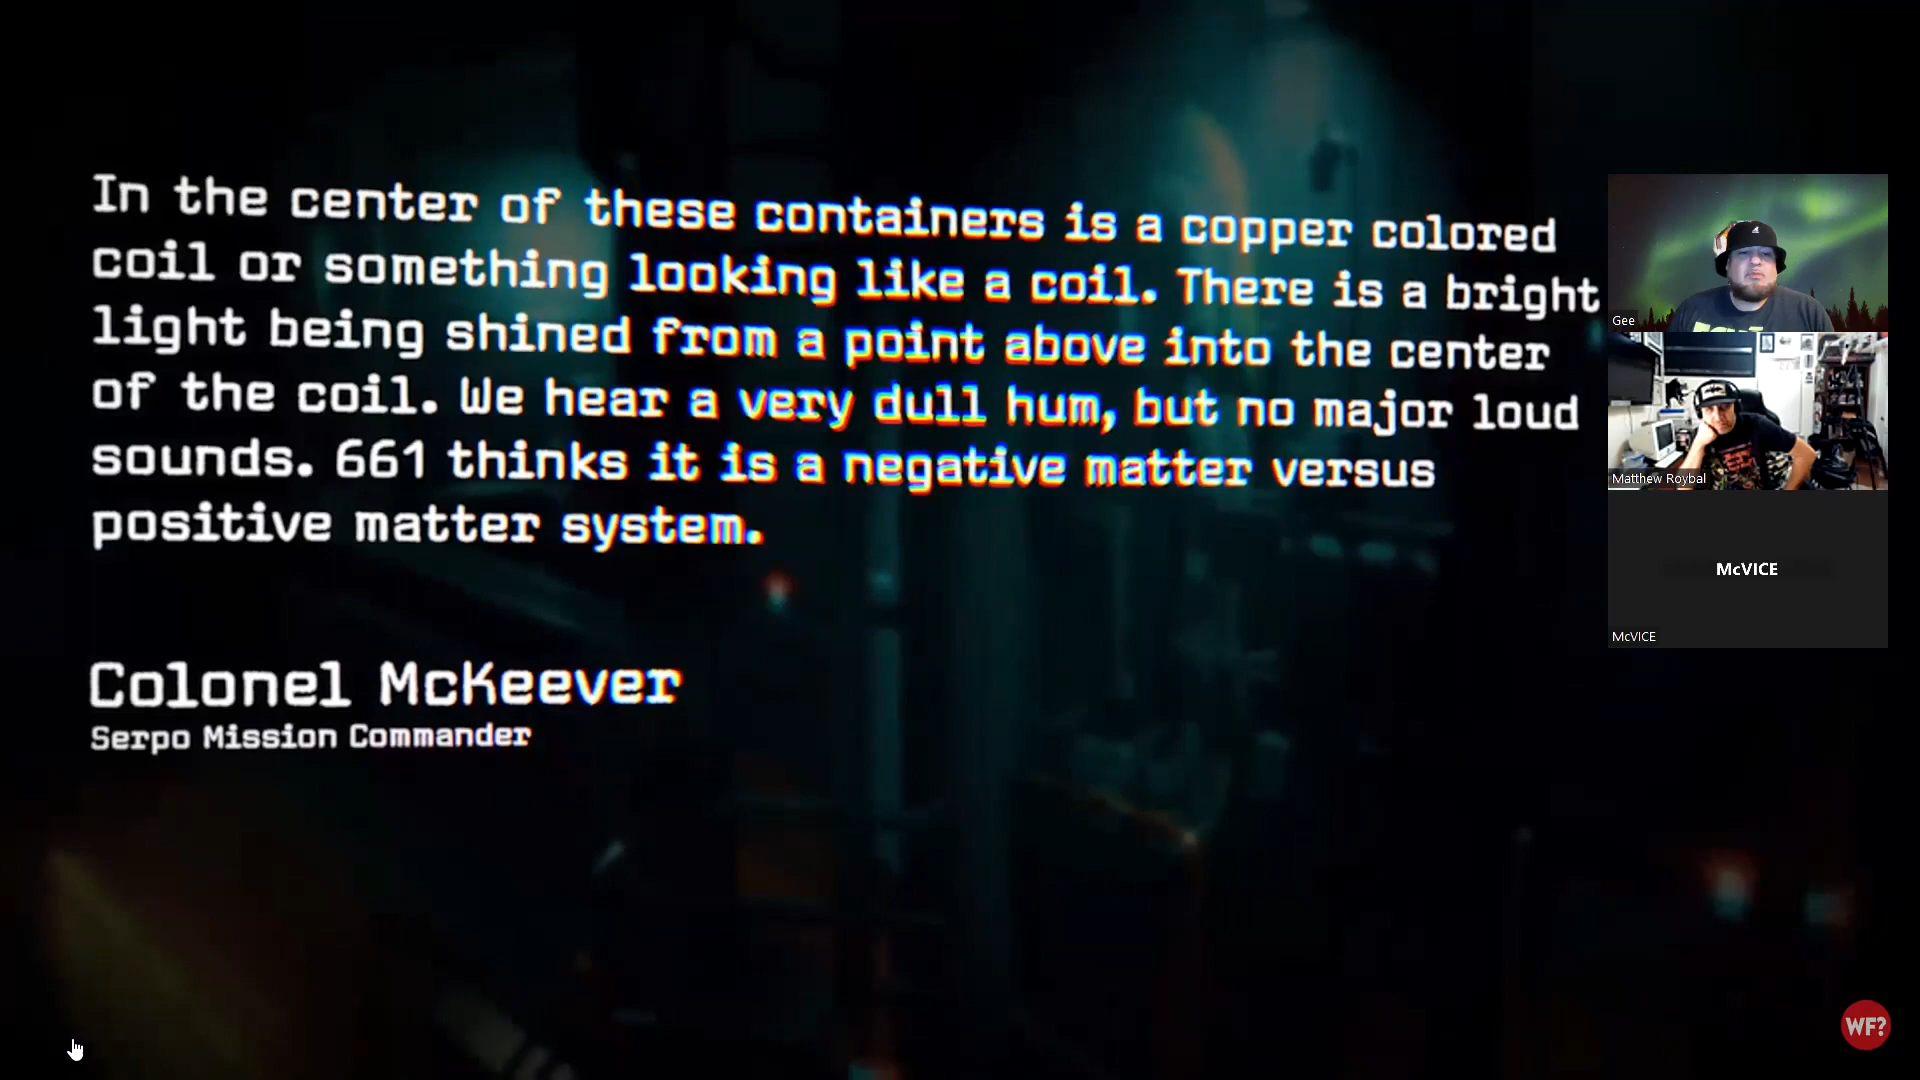 In the center of these containers is a copper colored
coil or something looking like a coil. There is a bright
light being shined from a point above into the center
of the coil. We hear a very dull hum, but no major loud
sounds. 661 thinks it is a negative matter versus
positive matter system.
Colonel McKeever
Serpo Mission Commander
Gee
Matthew Roybal
McVICE
McVICE
WF?